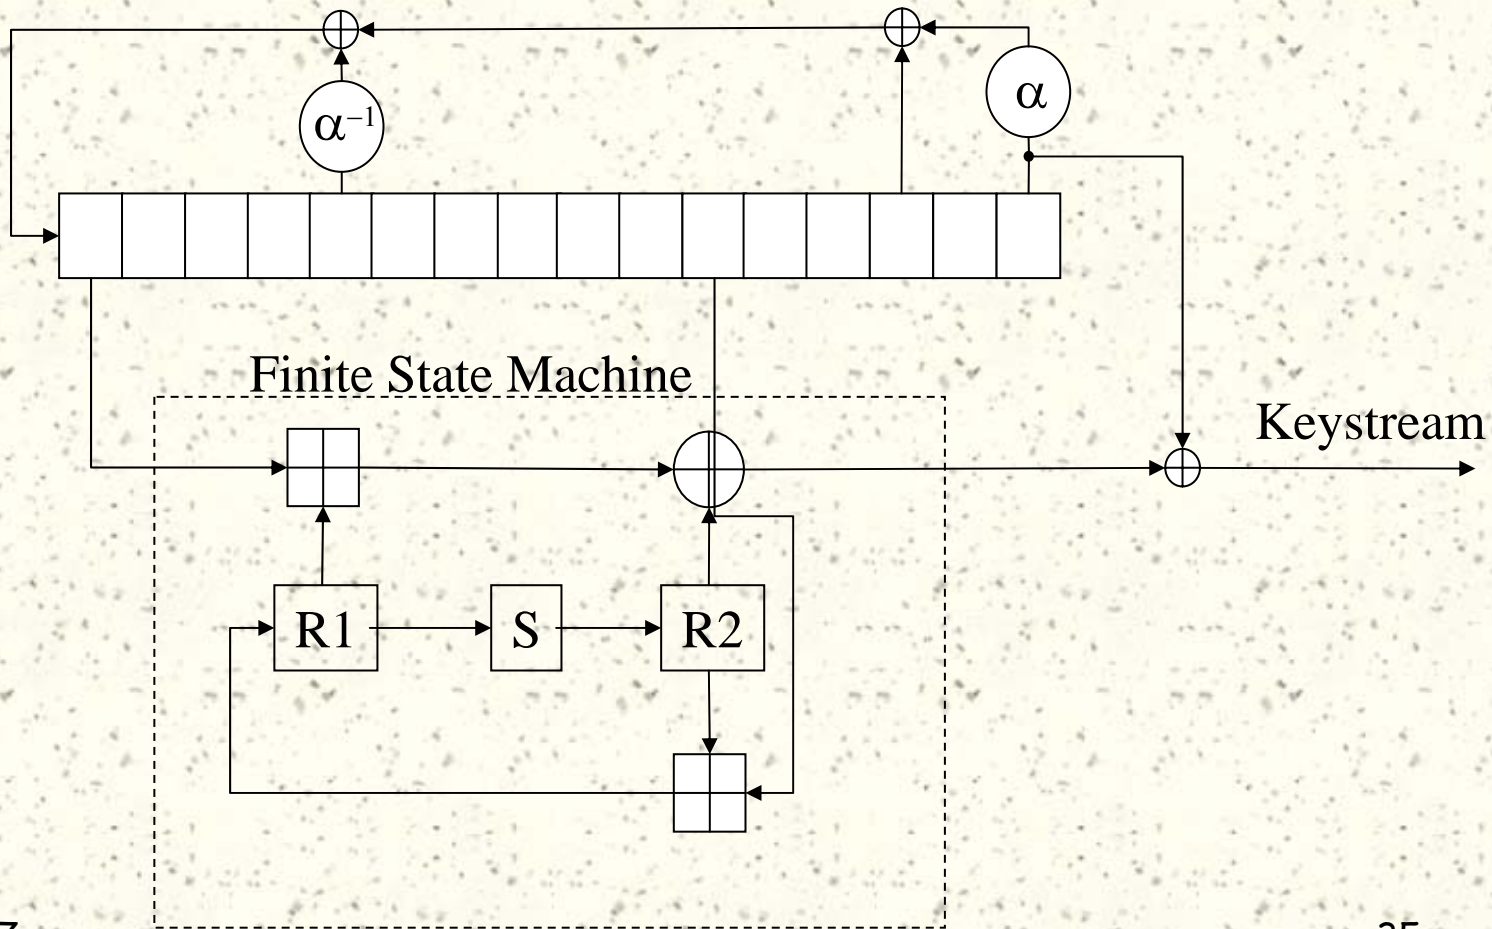 α
α⁻¹
Finite State Machine
Keystream
R1
S
R2